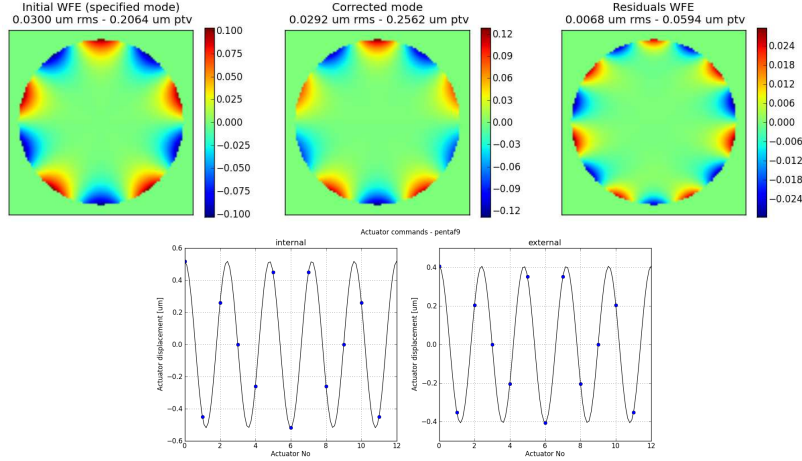 Initial WFE (specified mode)
0.0300 um rms - 0.2064 um ptv
0.100
0.075
0.050
0.025
0.000
−0.025
−0.050
−0.075
−0.100
Corrected mode
0.0292 um rms - 0.2562 um ptv
0.12
0.09
0.06
0.03
0.00
−0.03
−0.06
−0.09
−0.12
Residuals WFE
0.0068 um rms - 0.0594 um ptv
0.024
0.018
0.012
0.006
0.000
−0.006
−0.012
−0.018
−0.024
Actuator commands - pentaf9
internal
Actuator displacement [um]
0.6
0.4
0.2
0.0
−0.2
−0.4
−0.6
0 2 4 6 8 10 12
Actuator No
external
Actuator displacement [um]
0.4
0.2
0.0
−0.2
−0.4
0 2 4 6 8 10 12
Actuator No